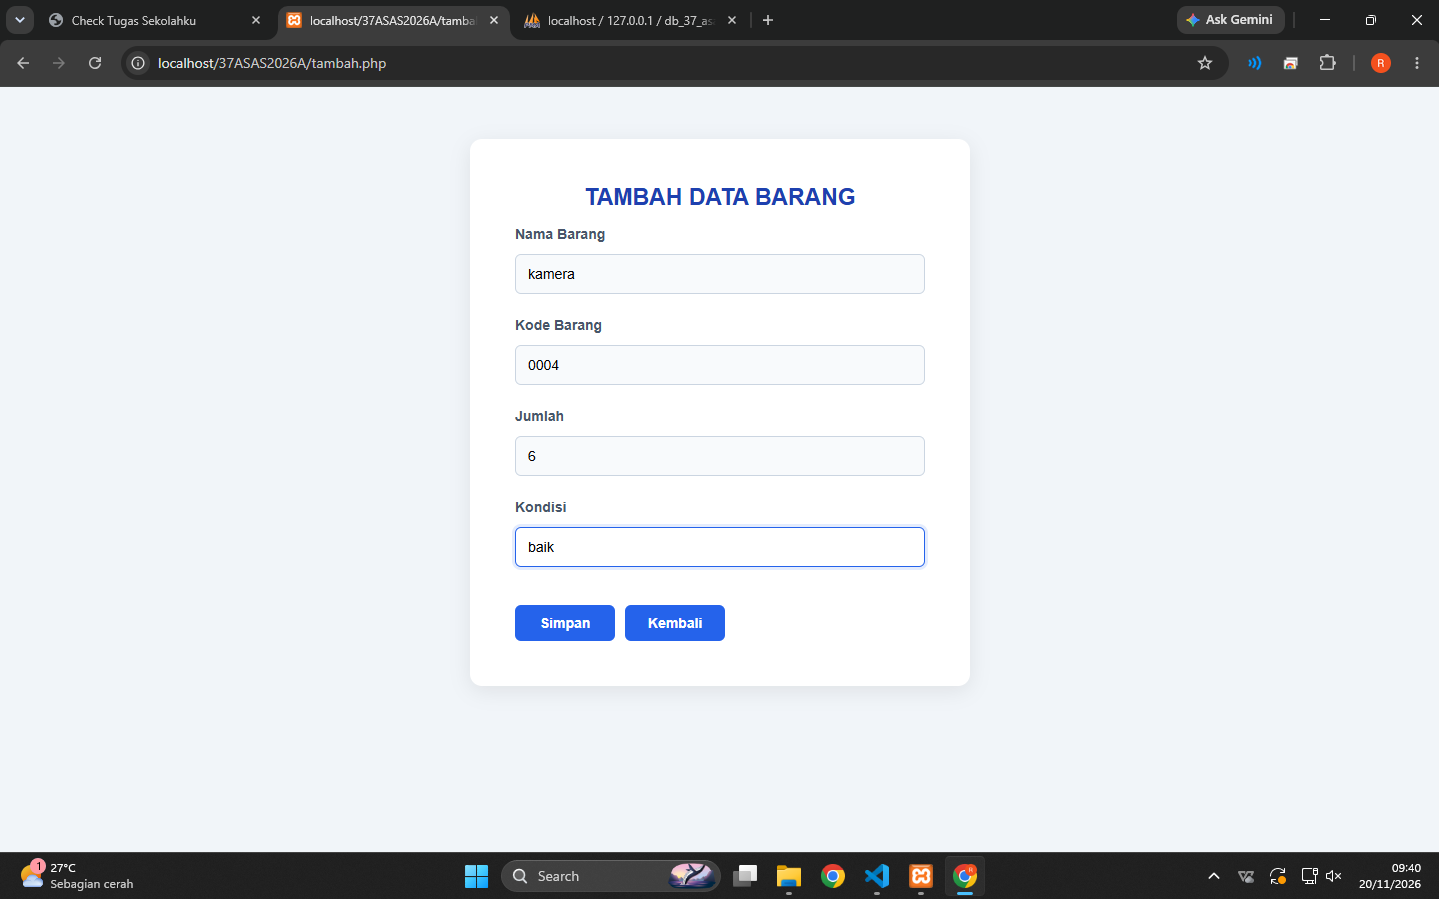 Check Tugas Sekolahku
localhost/37ASAS2026A/tamba
localhost / 127.0.0.1 / db_37_as
Ask Gemini
localhost/37ASAS2026A/tambah.php
R
TAMBAH DATA BARANG
Nama Barang
kamera
Kode Barang
0004
Jumlah
6
Kondisi
baik
Simpan Kembali
1
27°C
Sebagian cerah
Search
09:40
20/11/2026